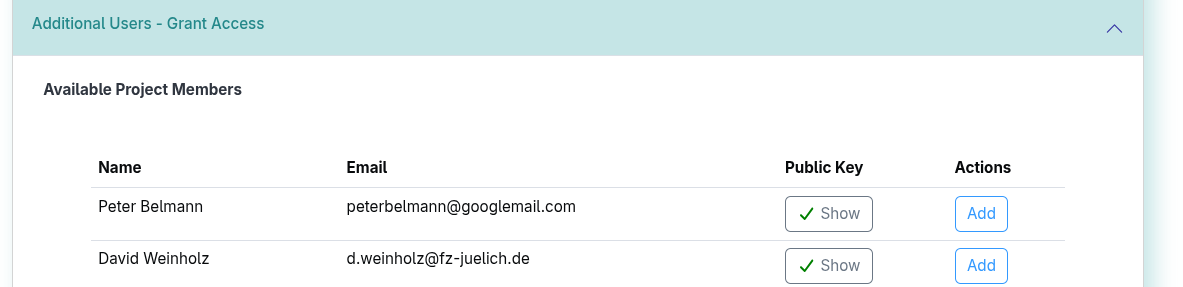 Additional Users - Grant Access
Available Project Members
Name Email Public Key Actions
Peter Belmann peterbelmann@googlemail.com Show Add
David Weinholz d.weinholz@fz-juelich.de Show Add